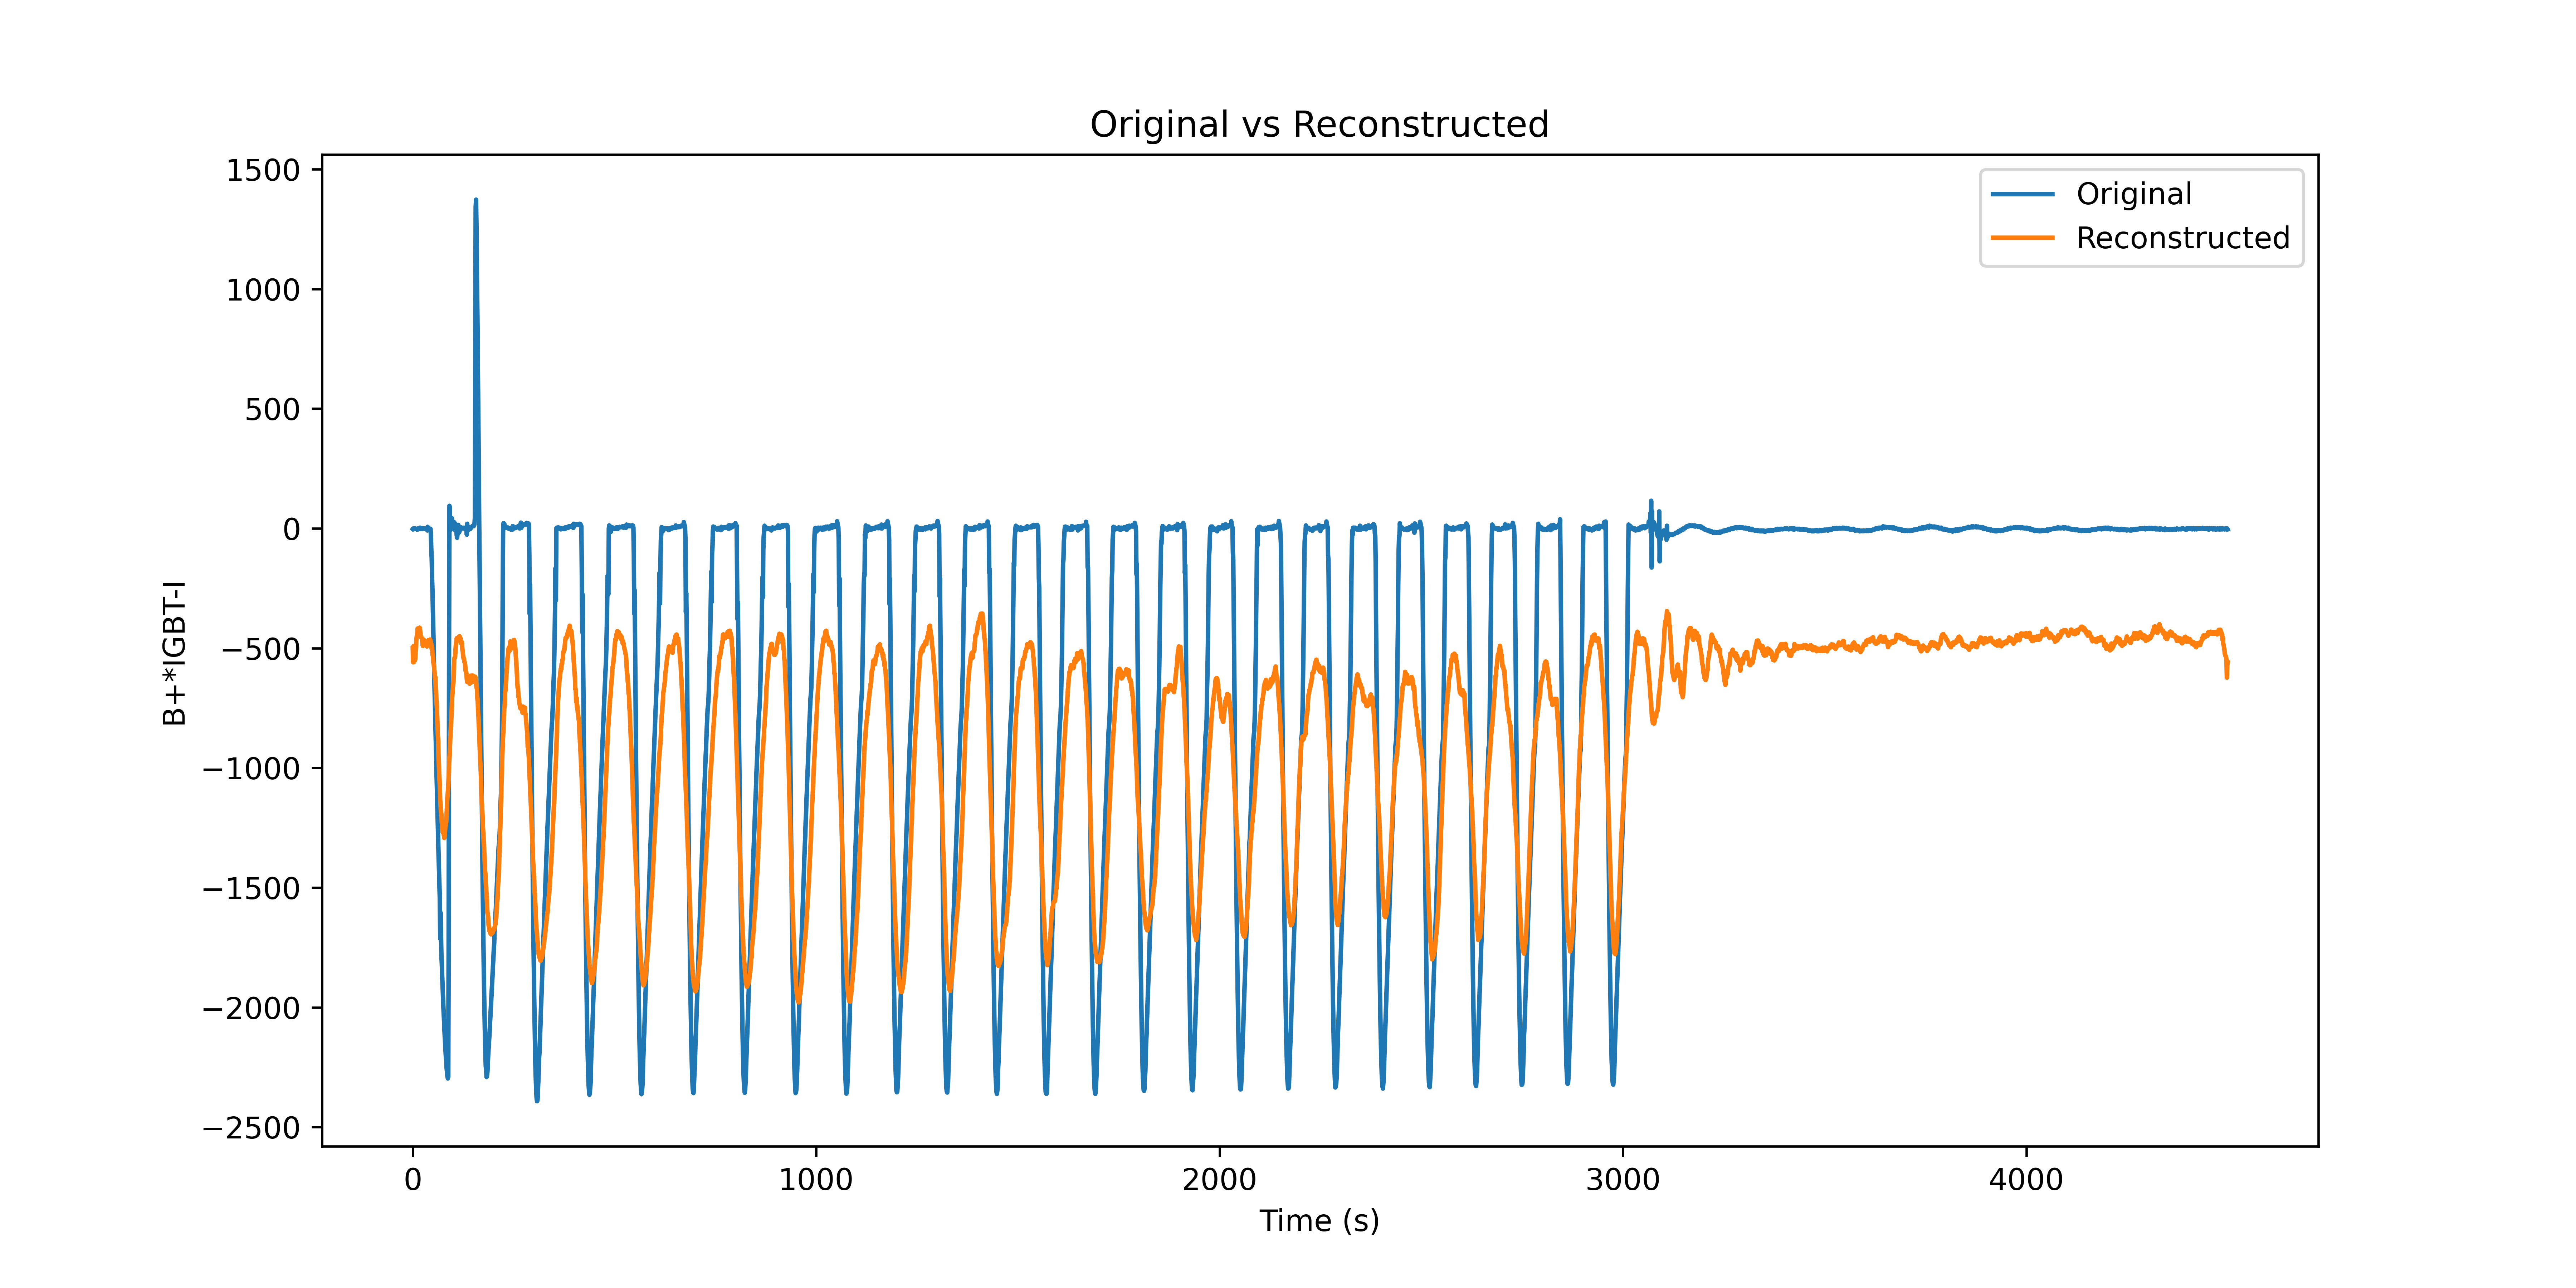 Original vs Reconstructed
1500
1000
500
0
−500
−1000
−1500
−2000
−2500
B+*IGBT-I
Original
Reconstructed
0 1000 2000 3000 4000
Time (s)